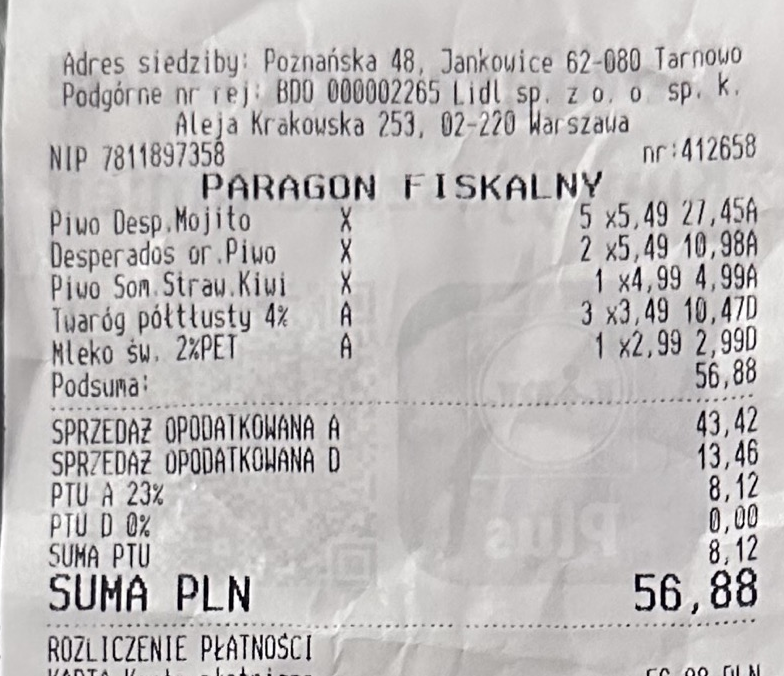 Adres siedziby: Poznańska 48, Jankowice 62-080 Tarnowo
Podgórne nr rej: BDO 000002265 Lidl sp. z o. o. sp. k.
Aleja Krakowska 253, 02-220 Warszawa
NIP 7811897358 nr:412658
PARAGON FISKALNY
Piwo Desp.Mojito X 5 x5,49 27,45A
Desperados or.Piwo X 2 x5,49 10,98A
Piwo Som.Straw.Kiwi X 1 x4,99 4,99A
Twaróg półtłusty 4% A 3 x3,49 10,47D
Mleko św. 2%PET A 1 x2,99 2,99D
Podsuma: 56,88
SPRZEDAŻ OPODATKOWANA A 43,42
SPRZEDAŻ OPODATKOWANA D 13,46
PTU A 23% 8,12
PTU D 0% 0,00
SUMA PTU 8,12
SUMA PLN 56,88
ROZLICZENIE PŁATNOŚCI